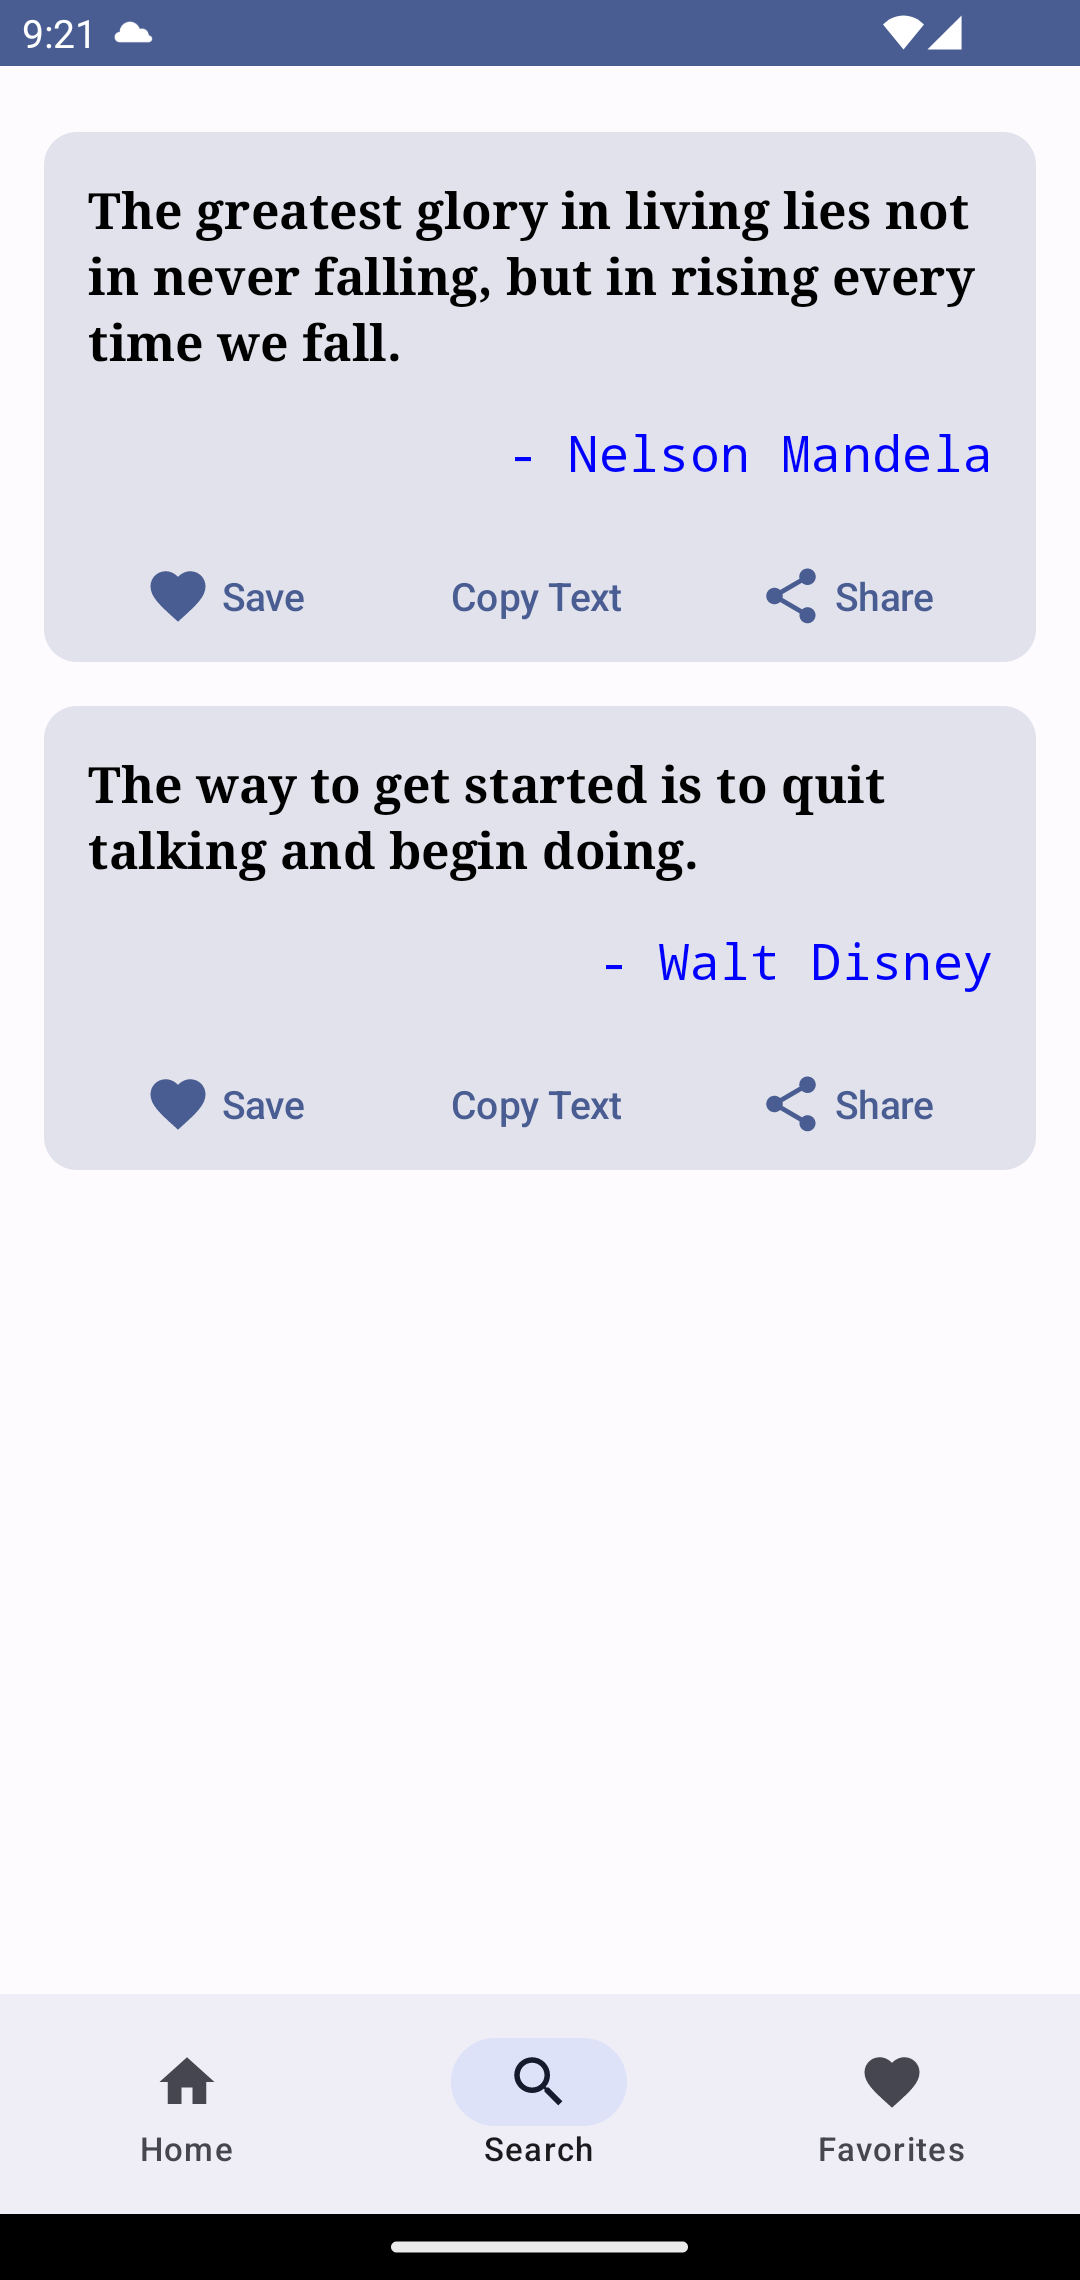 9:21
The greatest glory in living lies not
in never falling, but in rising every
time we fall.
- Nelson Mandela
Save Copy Text Share
The way to get started is to quit
talking and begin doing.
- Walt Disney
Save Copy Text Share
Home Search Favorites